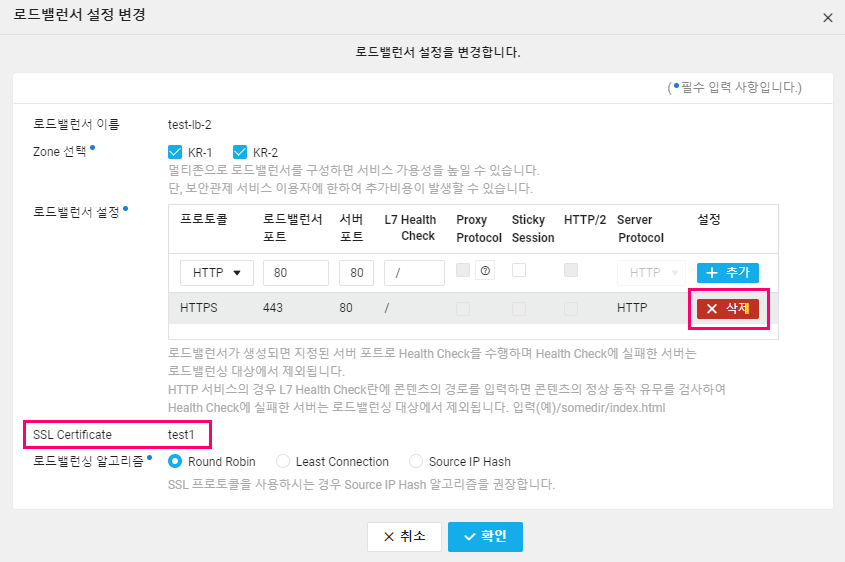 로드밸런서 설정 변경
로드밸런서 설정을 변경합니다.
( 필수 입력 사항입니다.)
로드밸런서 이름 test-lb-2
Zone 선택 KR-1 KR-2
멀티존으로 로드밸런서를 구성하면 서비스 가용성을 높일 수 있습니다.
단, 보안관제 서비스 이용자에 한하여 추가비용이 발생할 수 있습니다.
로드밸런서 설정
프로토콜 로드밸런서 포트 서버 포트 L7 Health Check Proxy Protocol Sticky Session HTTP/2 Server Protocol 설정
HTTP 80 80 / HTTP 추가
HTTPS 443 80 / HTTP 삭제
로드밸런서가 생성되면 지정된 서버 포트로 Health Check를 수행하며 Health Check에 실패한 서버는
로드밸런싱 대상에서 제외됩니다.
HTTP 서비스의 경우 L7 Health Check란에 콘텐츠의 경로를 입력하면 콘텐츠의 정상 동작 유무를 검사하여
Health Check에 실패한 서버는 로드밸런싱 대상에서 제외됩니다. 입력(예)/somedir/index.html
SSL Certificate test1
로드밸런싱 알고리즘 Round Robin Least Connection Source IP Hash
SSL 프로토콜을 사용하시는 경우 Source IP Hash 알고리즘을 권장합니다.
취소 확인